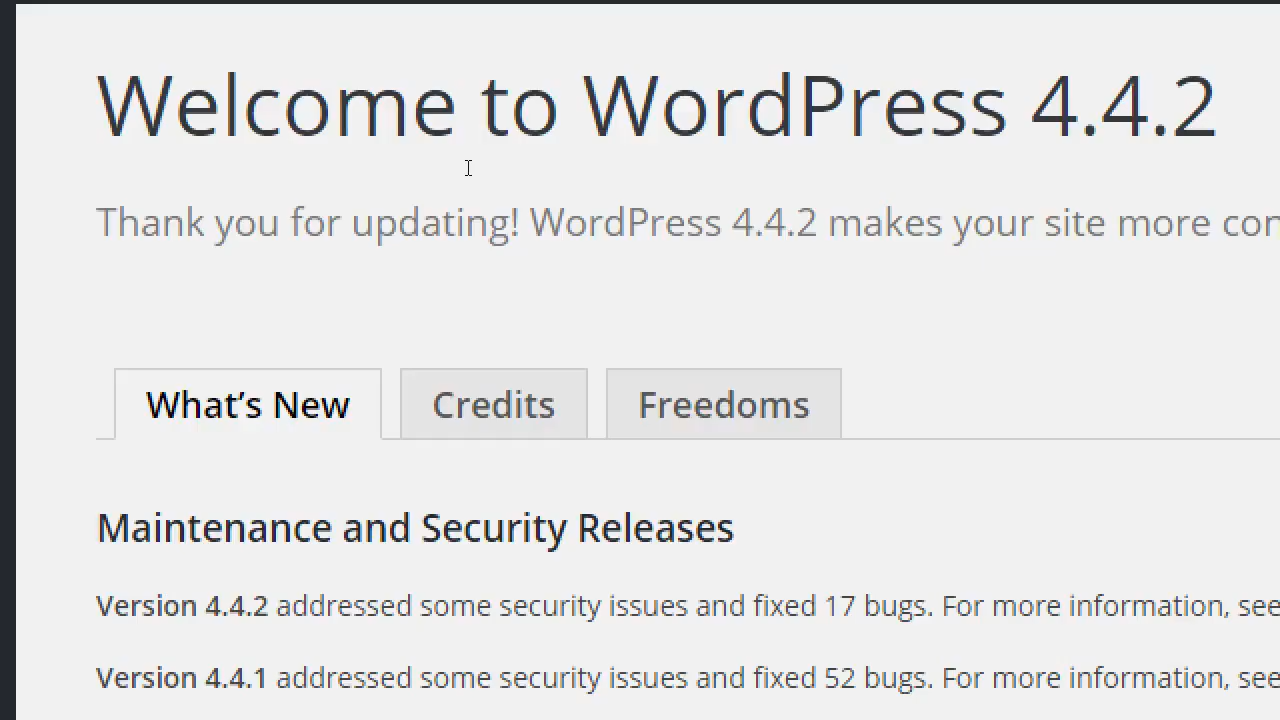 Welcome to WordPress 4.4.2
Thank you for updating! WordPress 4.4.2 makes your site more
What’s New
Credits
Freedoms
Maintenance and Security Releases
Version 4.4.2 addressed some security issues and fixed 17 bugs. For more information, see
Version 4.4.1 addressed some security issues and fixed 52 bugs. For more information, see